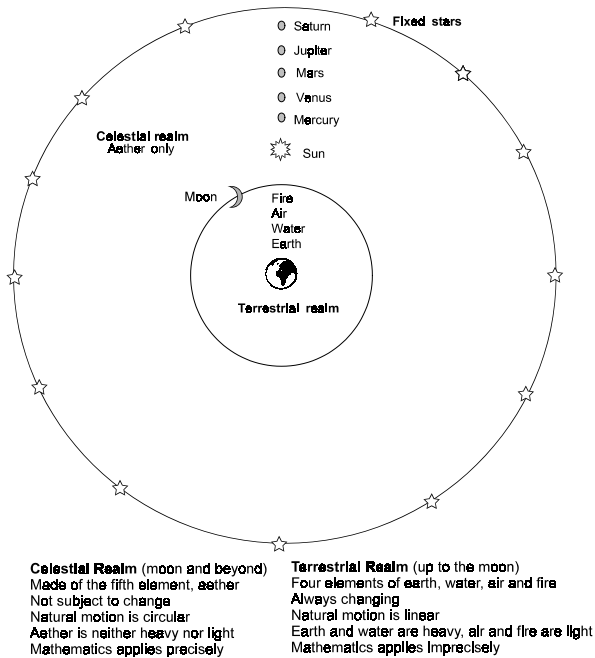 Saturn
Fixed stars
Jupiter
Mars
Venus
Mercury
Celestial realm
Aether only
Sun
Moon
Fire
Air
Water
Earth
Terrestrial realm
Celestial Realm (moon and beyond)
Made of the fifth element, aether
Not subject to change
Natural motion is circular
Aether is neither heavy nor light
Mathematics applies precisely
Terrestrial Realm (up to the moon)
Four elements of earth, water, air and fire
Always changing
Natural motion is linear
Earth and water are heavy, air and fire are light
Mathematics applies imprecisely